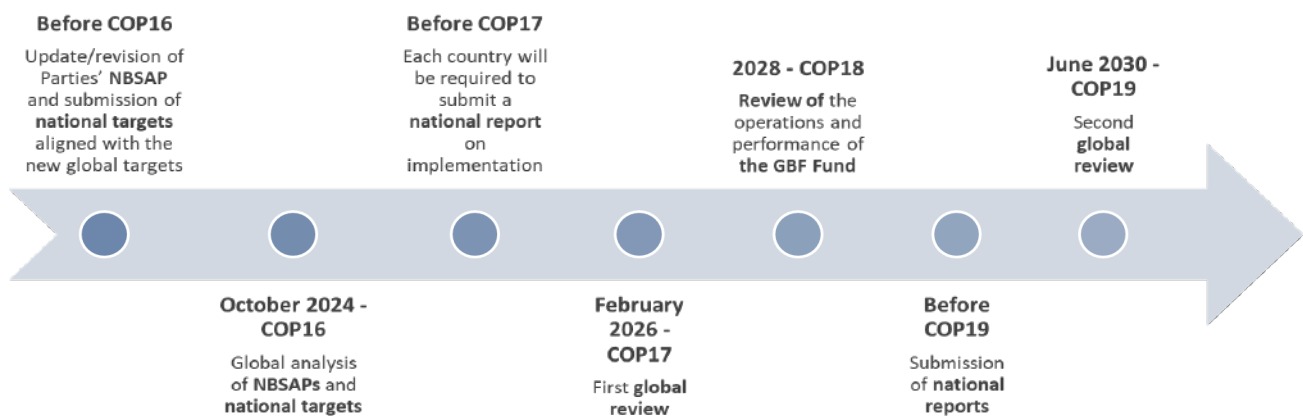 Before COP16
Update/revision of
Parties' NBSAP
and submission of
national targets
aligned with the
new global targets
October 2024 -
COP16
Global analysis
of NBSAPs and
national targets
Before COP17
Each country will
be required to
submit a
national report
on
implementation
February
2026 -
COP17
First global
review
2028 - COP18
Review of the
operations and
performance of
the GBF Fund
Before
COP19
Submission
of national
reports
June 2030 -
COP19
Second
global
review